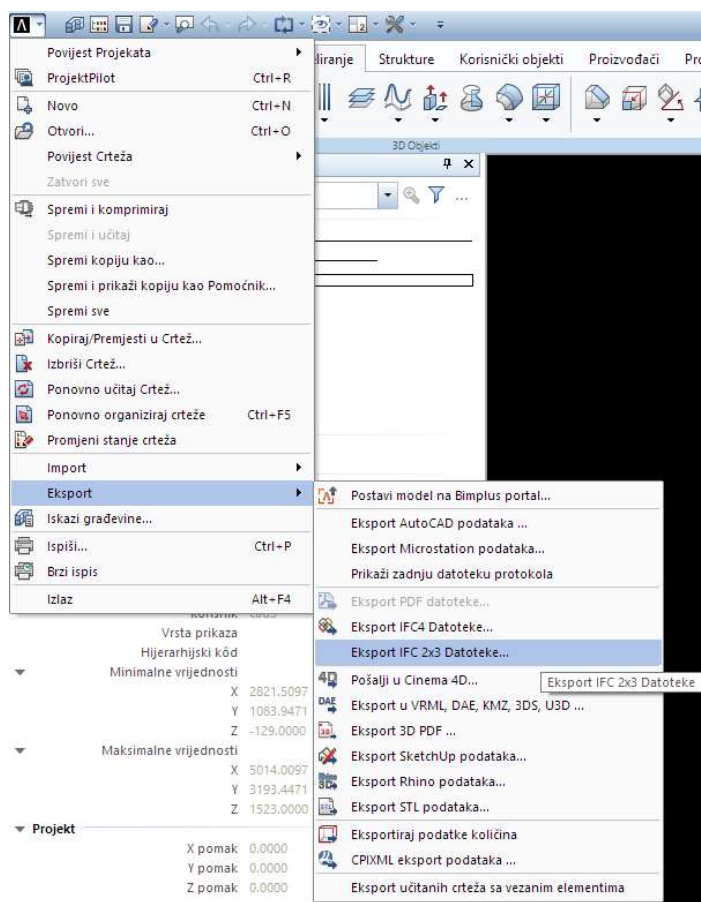 Povijest Projekata
ProjektPilot Ctrl+R
Novo Ctrl+N
Otvori... Ctrl+O
Povijest Crteža
Zatvori sve
Spremi i komprimiraj
Spremi i učitaj
Spremi kopiju kao...
Spremi i prikaži kopiju kao Pomoćnik...
Spremi sve
Kopiraj/Premjesti u Crtež...
Izbriši Crtež...
Ponovno učitaj Crtež...
Ponovno organiziraj crteže Ctrl+F5
Promjeni stanje crteža
Import
Eksport
Iskazi građevine...
Ispiši... Ctrl+P
Brzi ispis
Izlaz Alt+F4
Strukture Korisnički objekti Proizvođači
3D Objekti
...
Postavi model na Bimplus portal...
Eksport AutoCAD podataka ...
Eksport Microstation podataka...
Prikaži zadnju datoteku protokola
Eksport PDF datoteke...
Eksport IFC4 Datoteke...
Eksport IFC 2x3 Datoteke...
Eksport IFC 2x3 Datoteke
4D Pošalji u Cinema 4D...
DAE Eksport u VRML, DAE, KMZ, 3DS, U3D ...
Eksport 3D PDF ...
Eksport SketchUp podataka...
Eksport Rhino podataka...
Eksport STL podataka...
Eksportiraj podatke količina
CPIXML eksport podataka ...
Eksport učitanih crteža sa vezanim elementima
Vrsta prikaza
Hijerarhijski kôd
Minimalne vrijednosti
X 2821.5097
Y 1083.9471
Z -129.0000
Maksimalne vrijednosti
X 5014.0097
Y 3193.4471
Z 1523.0000
Projekt
X pomak 0.0000
Y pomak 0.0000
Z pomak 0.0000